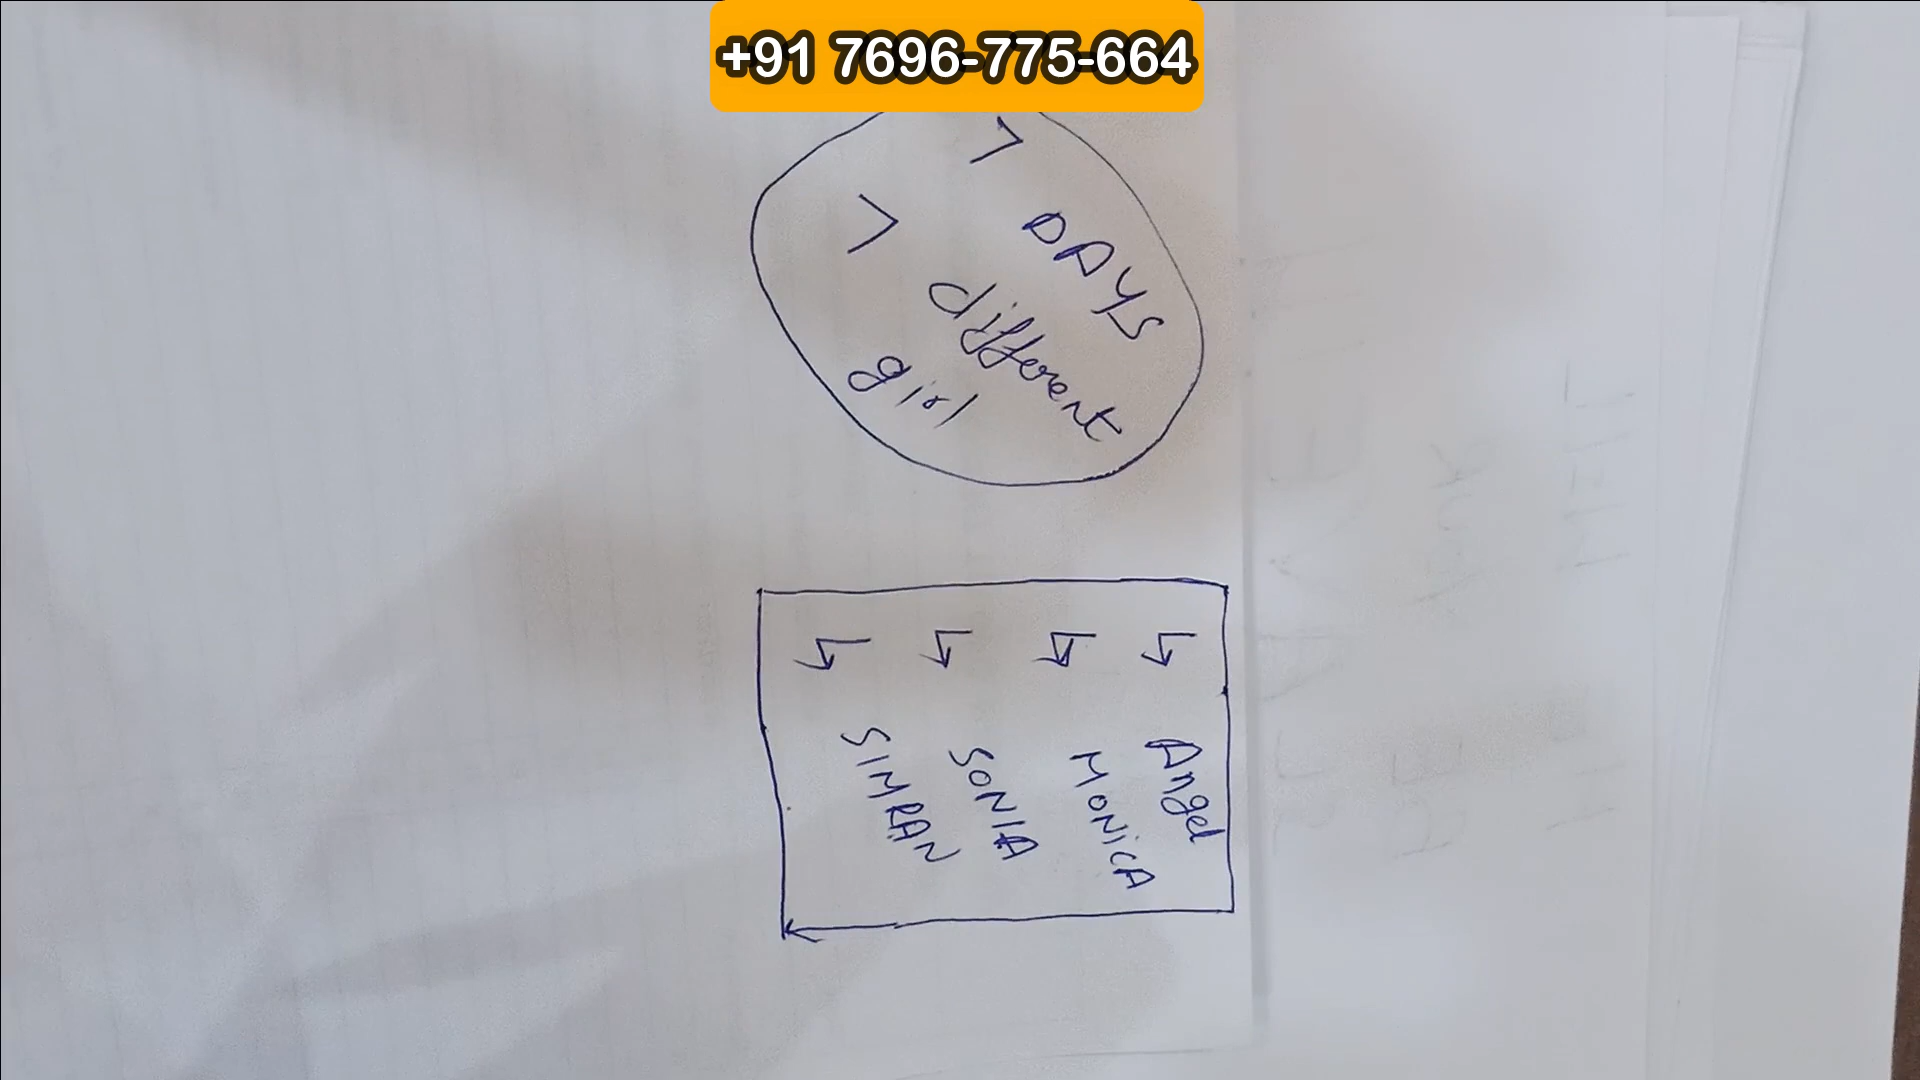 +91 7696-775-664
7 DAYS
7 different
girl
Angel
MONICA
SONIA
SIMRAN